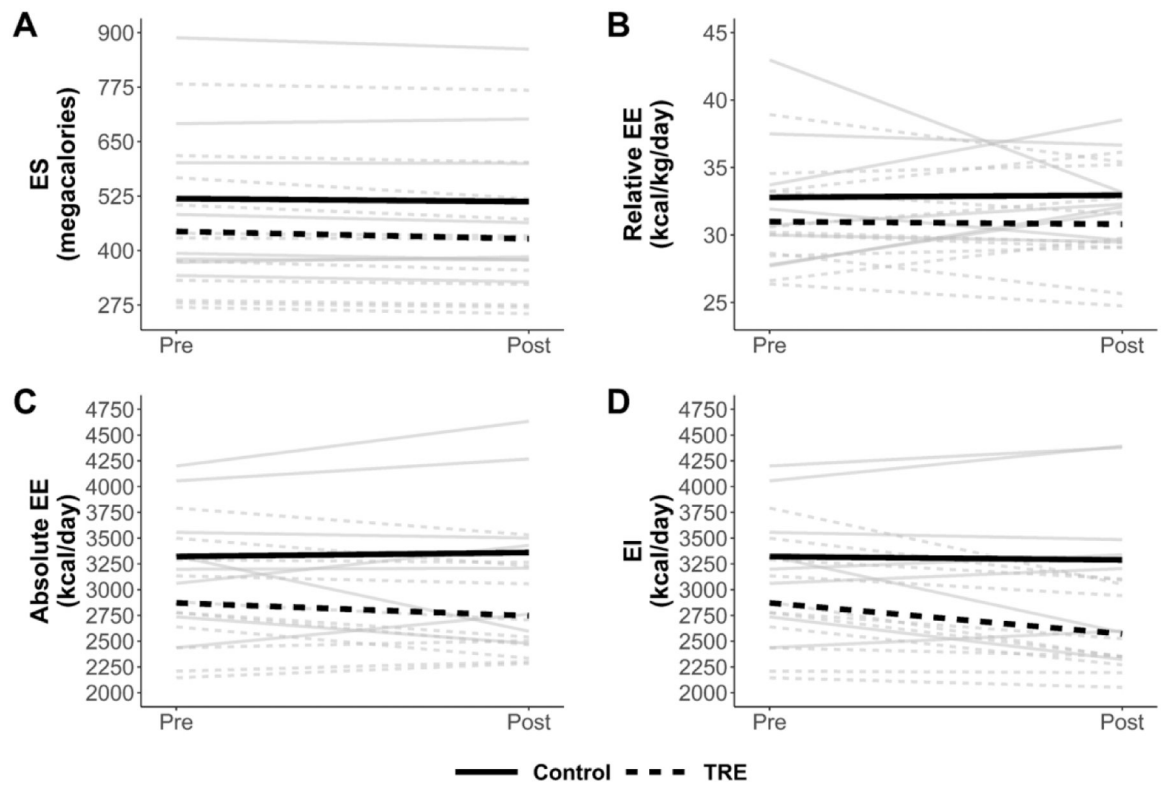 A
ES
(megacalories)
900
775
650
525
400
275
Pre
Post
B
Relative EE
(kcal/kg/day)
45
40
35
30
25
Pre
Post
C
Absolute EE
(kcal/day)
4750
4500
4250
4000
3750
3500
3250
3000
2750
2500
2250
2000
Pre
Post
D
EI
(kcal/day)
4750
4500
4250
4000
3750
3500
3250
3000
2750
2500
2250
2000
Pre
Post
Control
TRE